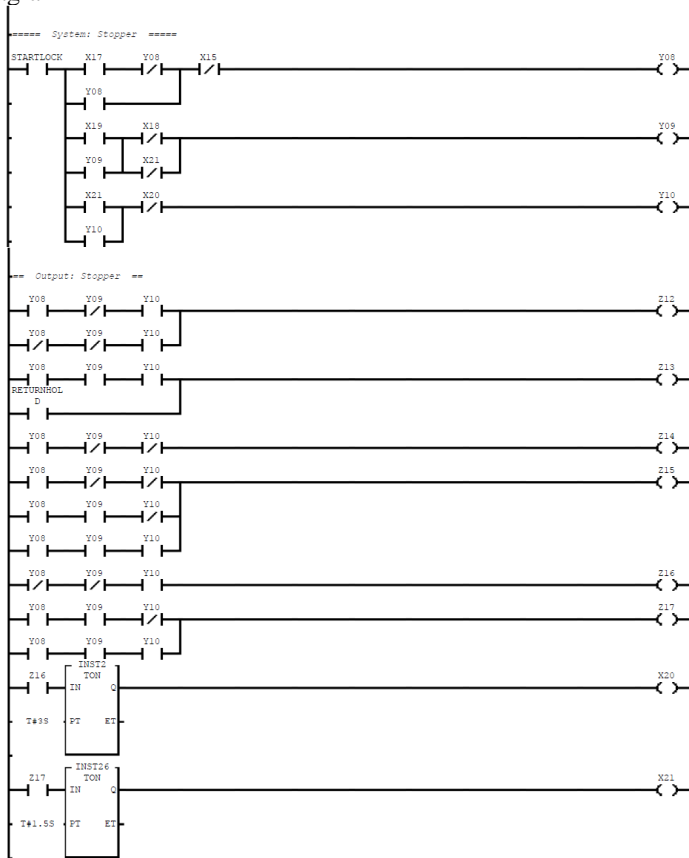 ===== System: Stopper =====
STARTLOCK X17 Y08 X15 Y08
Y08
X19 X18 Y09
Y09 X21
X21 X20 Y10
Y10
== Output: Stopper ==
Y08 Y09 Y10 Z12
Y08 Y09 Y10
Y08 Y09 Y10 Z13
RETURNHOL
D
Y08 Y09 Y10 Z14
Y08 Y09 Y10 Z15
Y08 Y09 Y10
Y08 Y09 Y10
Y08 Y09 Y10 Z16
Y08 Y09 Y10 Z17
Y08 Y09 Y10
INST2
Z16 TON X20
IN Q
T#3S PT ET
INST26
Z17 TON X21
IN Q
T#1.5S PT ET